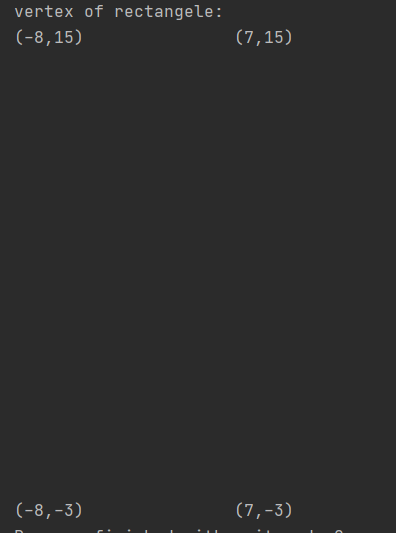 vertex of rectangele:
(-8,15) (7,15)
(-8,-3) (7,-3)